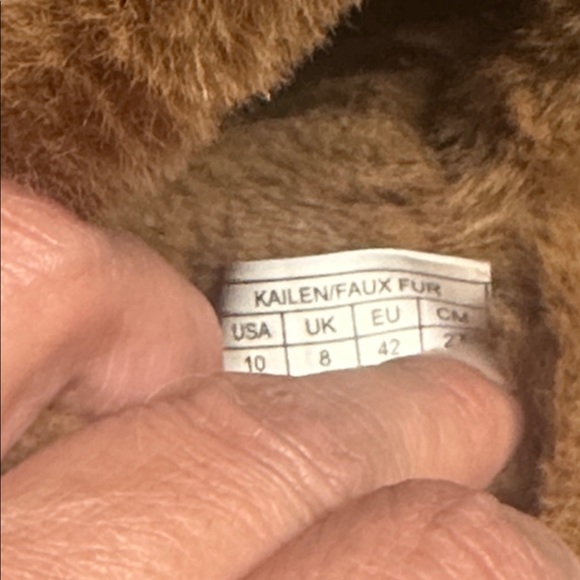 KAILEN/FAUX FUR
USA UK EU CM
10 8 42